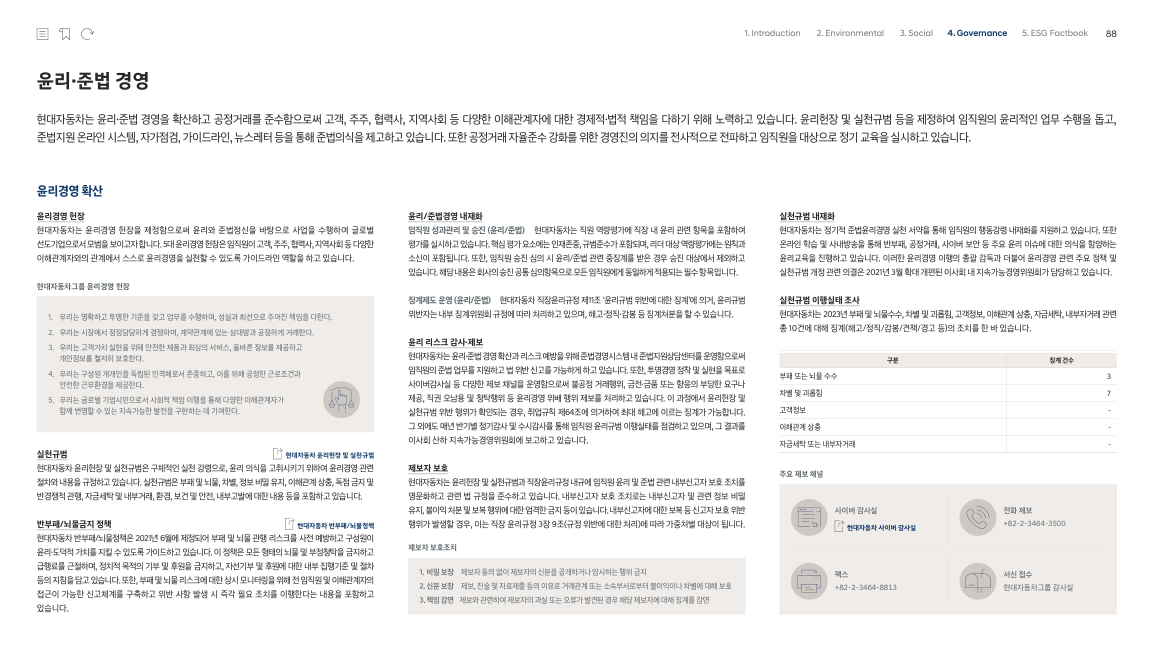 1. Introduction 2. Environmental 3. Social 4. Governance 5. ESG Factbook 88
윤리·준법 경영
현대자동차는 윤리·준법 경영을 확산하고 공정거래를 준수함으로써 고객, 주주, 협력사, 지역사회 등 다양한 이해관계자에 대한 경제적·법적 책임을 다하기 위해 노력하고 있습니다. 윤리헌장 및 실천규범 등을 제정하여 임직원의 윤리적인 업무 수행을 돕고,
준법지원 온라인 시스템, 자가점검, 가이드라인, 뉴스레터 등을 통해 준법의식을 제고하고 있습니다. 또한 공정거래 자율준수 강화를 위한 경영진의 의지를 전사적으로 전파하고 임직원을 대상으로 정기 교육을 실시하고 있습니다.
윤리경영 확산
윤리경영 헌장
현대자동차는 윤리경영 헌장을 제정함으로써 윤리와 준법정신을 바탕으로 사업을 수행하여 글로벌
선도기업으로서 모범을 보이고자 합니다. 5대 윤리경영 헌장은 임직원이 고객, 주주, 협력사, 지역사회 등 다양한
이해관계자와의 관계에서 스스로 윤리경영을 실천할 수 있도록 가이드라인 역할을 하고 있습니다.
현대자동차그룹 윤리경영 헌장
1. 우리는 명확하고 투명한 기준을 갖고 업무를 수행하며, 성실과 최선으로 주어진 책임을 다한다.
2. 우리는 시장에서 정정당당하게 경쟁하며, 계약관계에 있는 상대방과 공정하게 거래한다.
3. 우리는 고객가치 실현을 위해 안전한 제품과 최상의 서비스, 올바른 정보를 제공하고
개인정보를 철저히 보호한다.
4. 우리는 구성원 개개인을 독립된 인격체로서 존중하고, 이를 위해 공정한 근로조건과
안전한 근무환경을 제공한다.
5. 우리는 글로벌 기업시민으로서 사회적 책임 이행을 통해 다양한 이해관계자가
함께 번영할 수 있는 지속가능한 발전을 구현하는 데 기여한다.
실천규범 현대자동차 윤리헌장 및 실천규범
현대자동차 윤리헌장 및 실천규범은 구체적인 실천 강령으로, 윤리 의식을 고취시키기 위하여 윤리경영 관련
절차와 내용을 규정하고 있습니다. 실천규범은 부패 및 뇌물, 차별, 정보 비밀 유지, 이해관계 상충, 독점 금지 및
반경쟁적 관행, 자금세탁 및 내부거래, 환경, 보건 및 안전, 내부고발에 대한 내용 등을 포함하고 있습니다.
반부패/뇌물금지 정책 현대자동차 반부패/뇌물정책
현대자동차 반부패/뇌물정책은 2021년 6월에 제정되어 부패 및 뇌물 관행 리스크를 사전 예방하고 구성원이
윤리·도덕적 가치를 지킬 수 있도록 가이드하고 있습니다. 이 정책은 모든 형태의 뇌물 및 부정청탁을 금지하고
급행료를 근절하며, 정치적 목적의 기부 및 후원을 금지하고, 자선기부 및 후원에 대한 내부 집행기준 및 절차
등의 지침을 담고 있습니다. 또한, 부패 및 뇌물 리스크에 대한 상시 모니터링을 위해 전 임직원 및 이해관계자의
접근이 가능한 신고체계를 구축하고 위반 사항 발생 시 즉각 필요 조치를 이행한다는 내용을 포함하고
있습니다.
윤리/준법경영 내재화
임직원 성과관리 및 승진 (윤리/준법) 현대자동차는 직원 역량평가에 직장 내 윤리 관련 항목을 포함하여
평가를 실시하고 있습니다. 핵심 평가 요소에는 인재존중, 규범준수가 포함되며, 리더 대상 역량평가에는 원칙과
소신이 포함됩니다. 또한, 임직원 승진 심의 시 윤리/준법 관련 중징계를 받은 경우 승진 대상에서 제외하고
있습니다. 해당 내용은 회사의 승진 공통 심의항목으로 모든 임직원에게 동일하게 적용되는 필수 항목입니다.
징계제도 운영 (윤리/준법) 현대자동차 직장윤리규정 제11조 '윤리규범 위반에 대한 징계'에 의거, 윤리규범
위반자는 내부 징계위원회 규정에 따라 처리하고 있으며, 해고·정직·감봉 등 징계처분을 할 수 있습니다.
윤리 리스크 감사·제보
현대자동차는 윤리·준법 경영 확산과 리스크 예방을 위해 준법경영시스템 내 준법지원상담센터를 운영함으로써
임직원의 준법 업무를 지원하고 법 위반 신고를 가능하게 하고 있습니다. 또한, 투명경영 정착 및 실현을 목표로
사이버감사실 등 다양한 제보 채널을 운영함으로써 불공정 거래행위, 금전·금품 또는 향응의 부당한 요구나
제공, 직권 오남용 및 청탁행위 등 윤리경영 위배 행위 제보를 처리하고 있습니다. 이 과정에서 윤리헌장 및
실천규범 위반 행위가 확인되는 경우, 취업규칙 제64조에 의거하여 최대 해고에 이르는 징계가 가능합니다.
그 외에도 매년 반기별 정기감사 및 수시감사를 통해 임직원 윤리규범 이행실태를 점검하고 있으며, 그 결과를
이사회 산하 지속가능경영위원회에 보고하고 있습니다.
제보자 보호
현대자동차는 윤리헌장 및 실천규범과 직장윤리규정 내규에 임직원 윤리 및 준법 관련 내부신고자 보호 조치를
명문화하고 관련 법 규정을 준수하고 있습니다. 내부신고자 보호 조치로는 내부신고자 및 관련 정보 비밀
유지, 불이익 처분 및 보복 행위에 대한 엄격한 금지 등이 있습니다. 내부신고자에 대한 보복 등 신고자 보호 위반
행위가 발생할 경우, 이는 직장 윤리규정 3장 9조(규정 위반에 대한 처리)에 따라 가중처벌 대상이 됩니다.
제보자 보호조치
1. 비밀 보장 제보자 동의 없이 제보자의 신분을 공개하거나 암시하는 행위 금지
2. 신분 보장 제보, 진술 및 자료제출 등의 이유로 거래관계 또는 소속부서로부터 불이익이나 차별에 대해 보호
3. 책임 감면 제보와 관련하여 제보자의 과실 또는 오류가 발견된 경우 해당 제보자에 대해 징계를 감면
실천규범 내재화
현대자동차는 정기적 준법윤리경영 실천 서약을 통해 임직원의 행동강령 내재화를 지원하고 있습니다. 또한
온라인 학습 및 사내방송을 통해 반부패, 공정거래, 사이버 보안 등 주요 윤리 이슈에 대한 의식을 함양하는
윤리교육을 진행하고 있습니다. 이러한 윤리경영 이행의 총괄 감독과 더불어 윤리경영 관련 주요 정책 및
실천규범 개정 관련 의결은 2021년 3월 확대 개편된 이사회 내 지속가능경영위원회가 담당하고 있습니다.
실천규범 이행실태 조사
현대자동차는 2023년 부패 및 뇌물수수, 차별 및 괴롭힘, 고객정보, 이해관계 상충, 자금세탁, 내부자거래 관련
총 10건에 대해 징계(해고/정직/감봉/견책/경고 등)의 조치를 한 바 있습니다.
구분 징계 건수
부패 또는 뇌물 수수 3
차별 및 괴롭힘 7
고객정보 -
이해관계 상충 -
자금세탁 또는 내부자거래 -
주요 제보 채널
사이버 감사실
현대자동차 사이버 감사실
전화 제보
+82-2-3464-3500
팩스
+82-2-3464-8813
서신 접수
현대자동차그룹 감사실